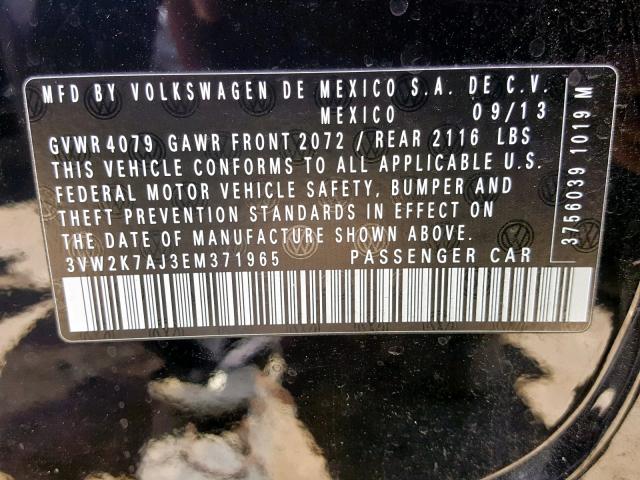 MFD BY VOLKSWAGEN DE MEXICO S.A. DE C.V.
MEXICO 09/13
GVWR 4079 GAWR FRONT 2072 / REAR 2116 LBS
THIS VEHICLE CONFORMS TO ALL APPLICABLE U.S.
FEDERAL MOTOR VEHICLE SAFETY, BUMPER AND
THEFT PREVENTION STANDARDS IN EFFECT ON
THE DATE OF MANUFACTURE SHOWN ABOVE.
3VW2K7AJ3EM371965 PASSENGER CAR
3756039 1019 M